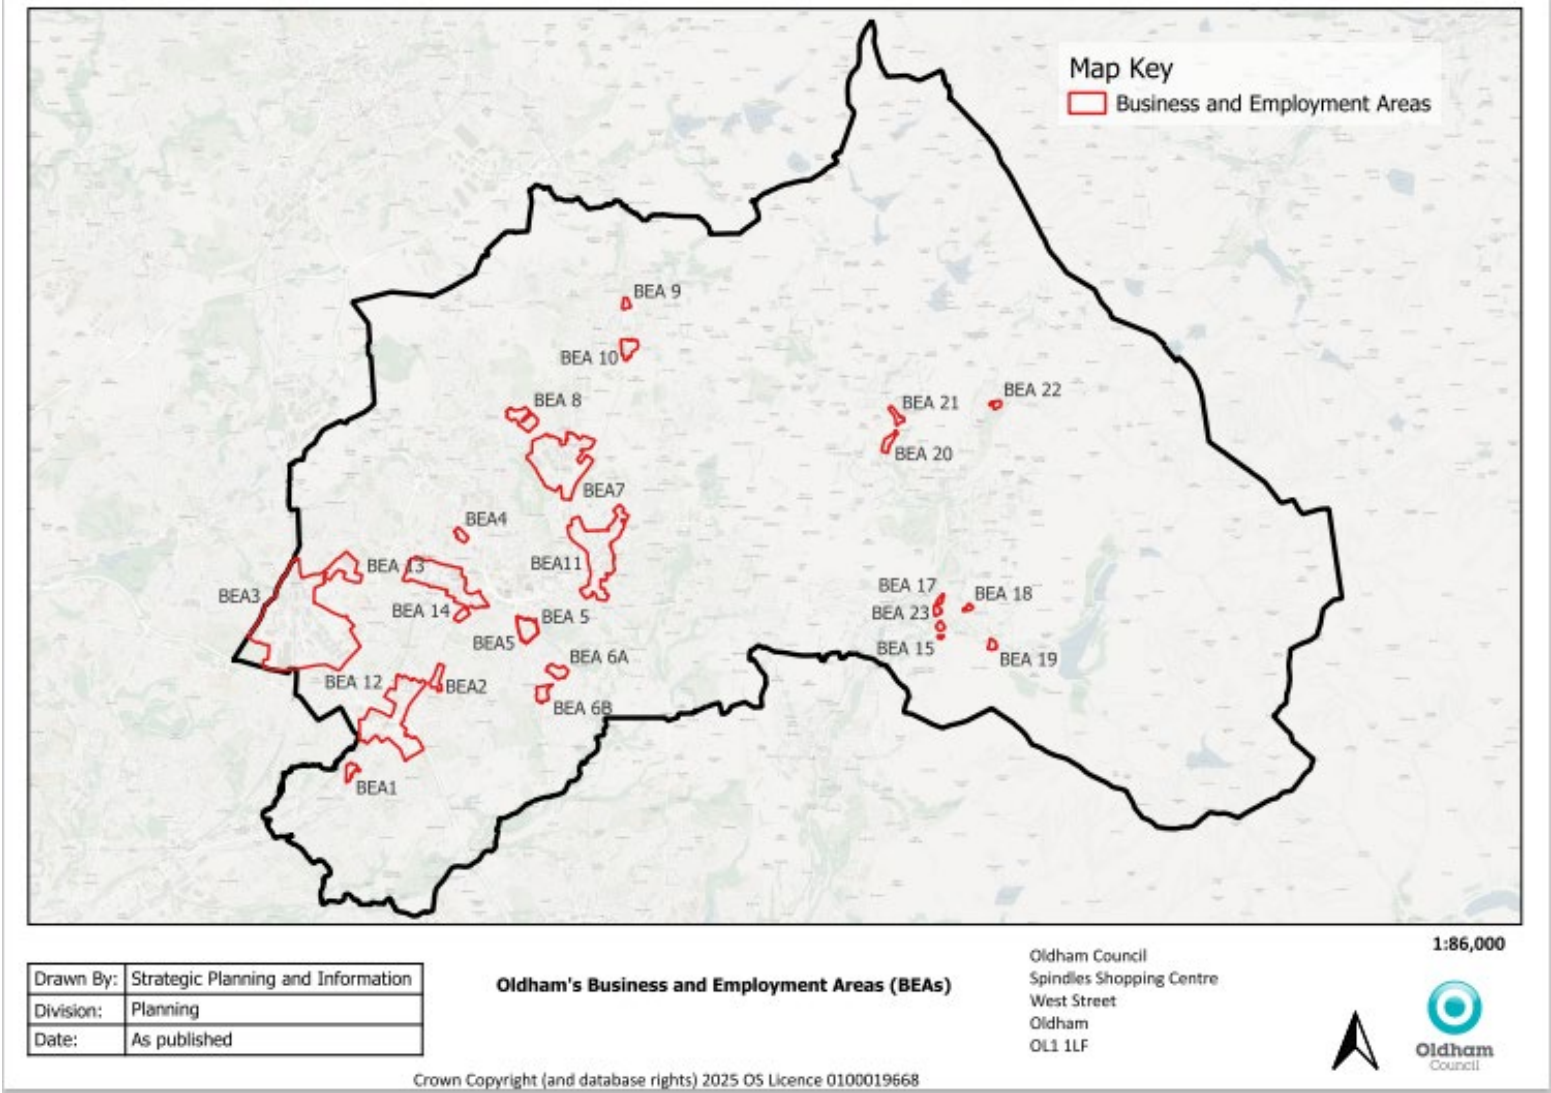 Map Key
Business and Employment Areas
BEA 9
BEA 10
BEA 8
BEA 21
BEA 22
BEA 20
BEA7
BEA4
BEA11
BEA 13
BEA3
BEA 14
BEA 5
BEA5
BEA 17
BEA 18
BEA 23
BEA 15
BEA 19
BEA 6A
BEA 12
BEA2
BEA 6B
BEA1
1:86,000
Drawn By: Strategic Planning and Information
Division: Planning
Date: As published
Oldham's Business and Employment Areas (BEAs)
Oldham Council
Spindles Shopping Centre
West Street
Oldham
OL1 1LF
Oldham
Council
Crown Copyright (and database rights) 2025 OS Licence 0100019668